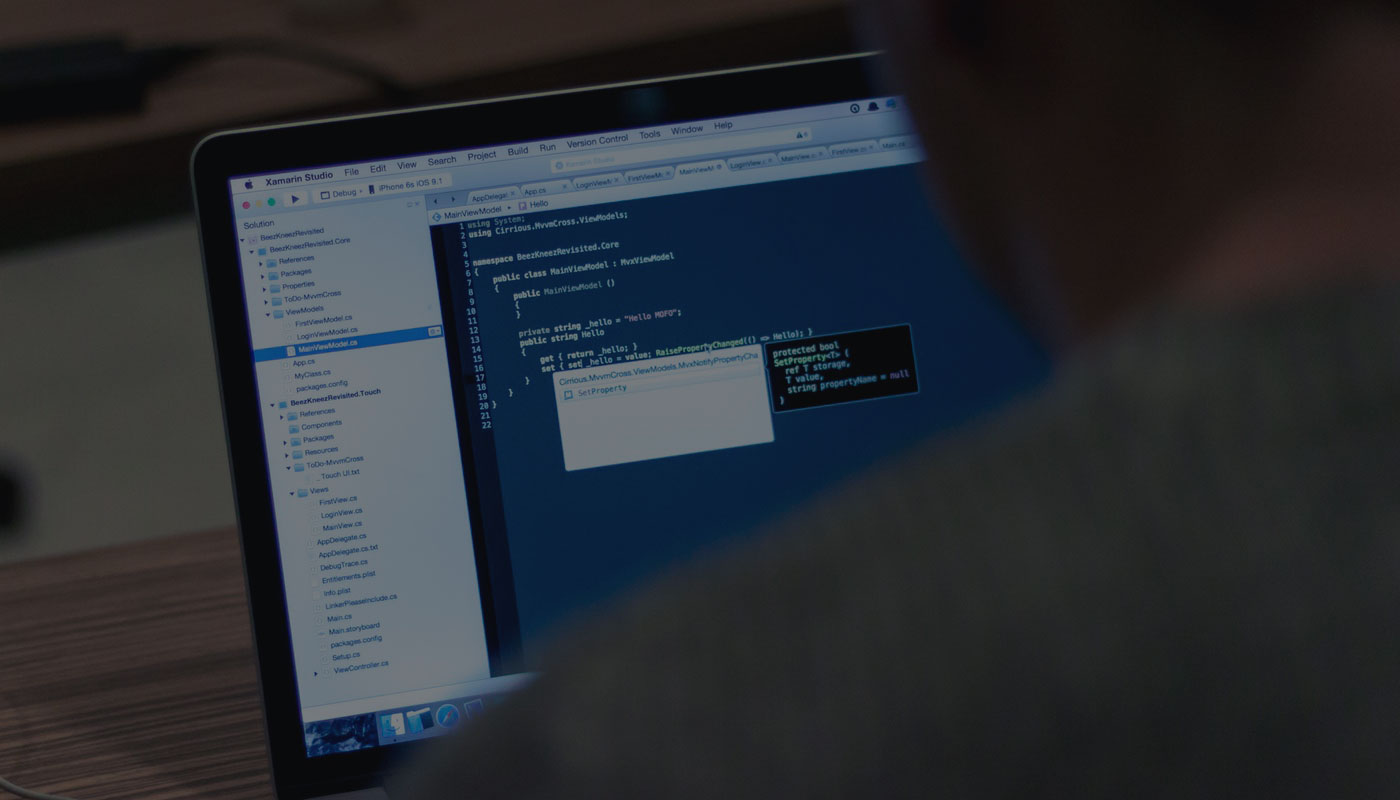 Xamarin Studio File Edit View Search Project Build Run Version Control Tools Window Help
Debug iPhone 6s iOS 9.1
Xamarin Studio
AppDelegat App.cs LoginViewM FirstViewMo MainViewM LoginView.c MainView.c FirstView.cs Main.cs
MainViewModel Hello
Solution
BeezKneezRevisited
BeezKneezRevisited.Core
References
Packages
Properties
ToDo-MvvmCross
ViewModels
FirstViewModel.cs
LoginViewModel.cs
MainViewModel.cs
App.cs
MyClass.cs
packages.config
BeezKneezRevisited.Touch
References
Components
Packages
Resources
ToDo-MvvmCross
_ Touch UI.txt
Views
FirstView.cs
LoginView.cs
MainView.cs
AppDelegate.cs
AppDelegate.cs.txt
DebugTrace.cs
Entitlements.plist
Info.plist
LinkerPleaseInclude.cs
Main.cs
Main.storyboard
packages.config
Setup.cs
ViewController.cs
1 using System;
2 using Cirrious.MvvmCross.ViewModels;
3
4
5 namespace BeezKneezRevisited.Core
6 {
7 public class MainViewModel : MvxViewModel
8 {
9 public MainViewModel ()
10 {
11 }
12
13 private string _hello = "Hello MOFO";
14 public string Hello
15 {
16 get { return _hello; }
17 set { set _hello = value; RaisePropertyChanged(() => Hello); }
18 }
19 }
20 }
21
22
Cirrious.MvvmCross.ViewModels.MvxNotifyPropertyCha
SetProperty
protected bool
SetProperty<T> (
ref T storage,
T value,
string propertyName = null
)